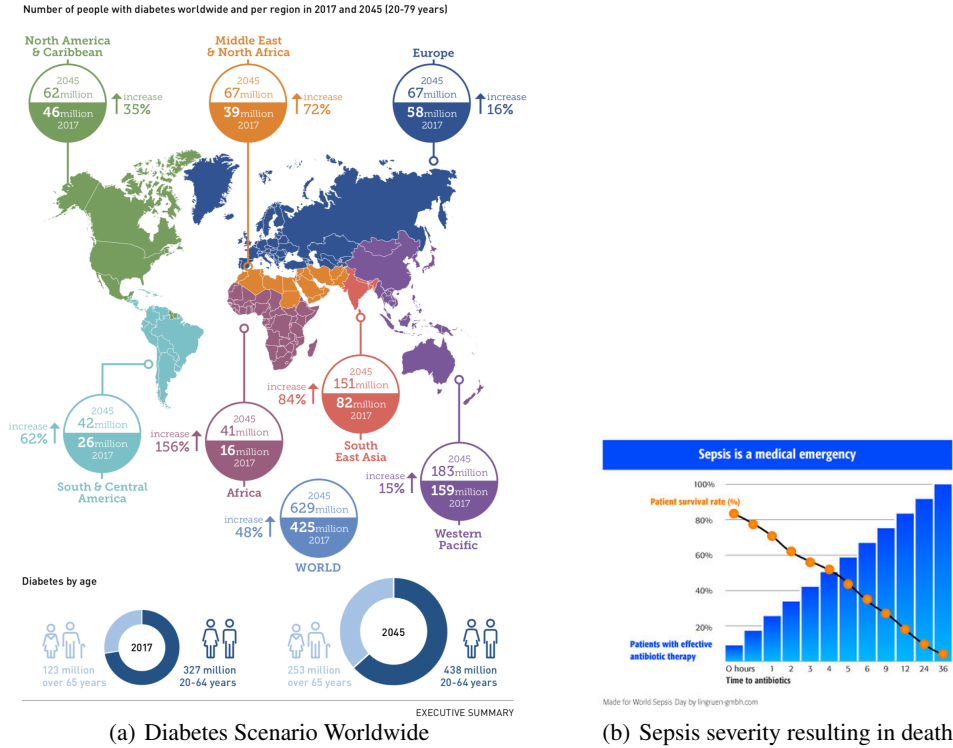 Number of people with diabetes worldwide and per region in 2017 and 2045 (20-79 years)
North America
& Caribbean
2045
62million
46million
2017
increase
35%
Middle East
& North Africa
2045
67million
39million
2017
increase
72%
Europe
2045
67million
58million
2017
increase
16%
increase
62%
2045
42million
26million
2017
South & Central
America
increase
156%
2045
41million
16million
2017
Africa
increase
84%
2045
151million
82million
2017
South
East Asia
increase
15%
2045
183million
159million
2017
Western
Pacific
increase
48%
2045
629million
425million
2017
WORLD
Diabetes by age
123 million
over 65 years
2017
327 million
20-64 years
253 million
over 65 years
2045
438 million
20-64 years
EXECUTIVE SUMMARY
(a) Diabetes Scenario Worldwide
Sepsis is a medical emergency
100%
Patient survival rate (%)
80%
60%
40%
20%
Patients with effective
antibiotic therapy
O hours 1 2 3 4 5 6 9 12 24 36
Time to antibiotics
Made for World Sepsis Day by lingruen-gmbh.com
(b) Sepsis severity resulting in death